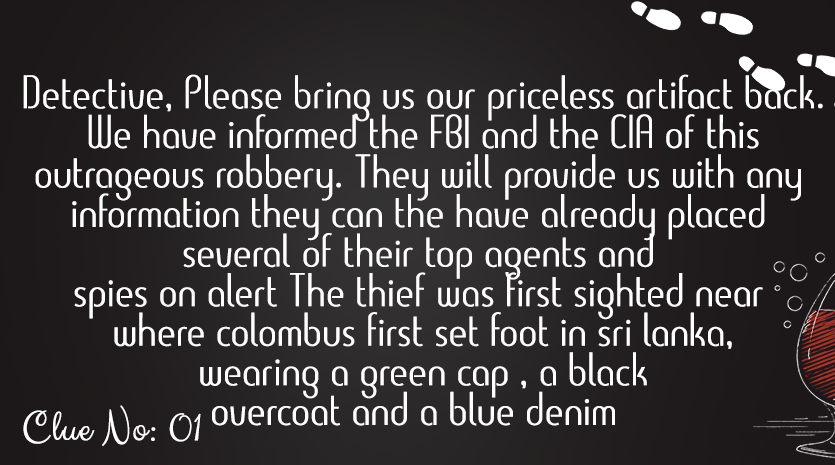 Detective, Please bring us our priceless artifact back.
We have informed the FBI and the CIA of this
outrageous robbery. They will provide us with any
information they can the have already placed
several of their top agents and
spies on alert The thief was first sighted near
where colombus first set foot in sri lanka,
wearing a green cap , a black
overcoat and a blue denim
Clue No: 01